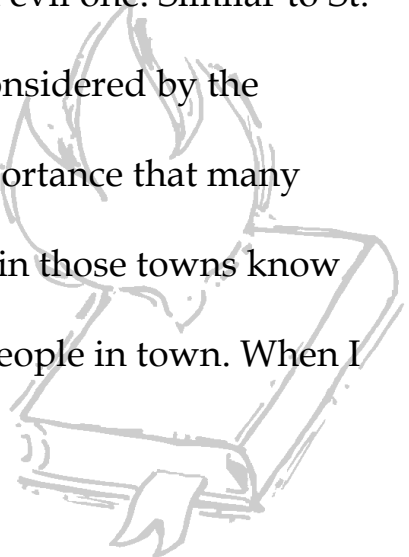 evil one. Similar to St.
onsidered by the
ortance that many
in those towns know
eople in town. When I